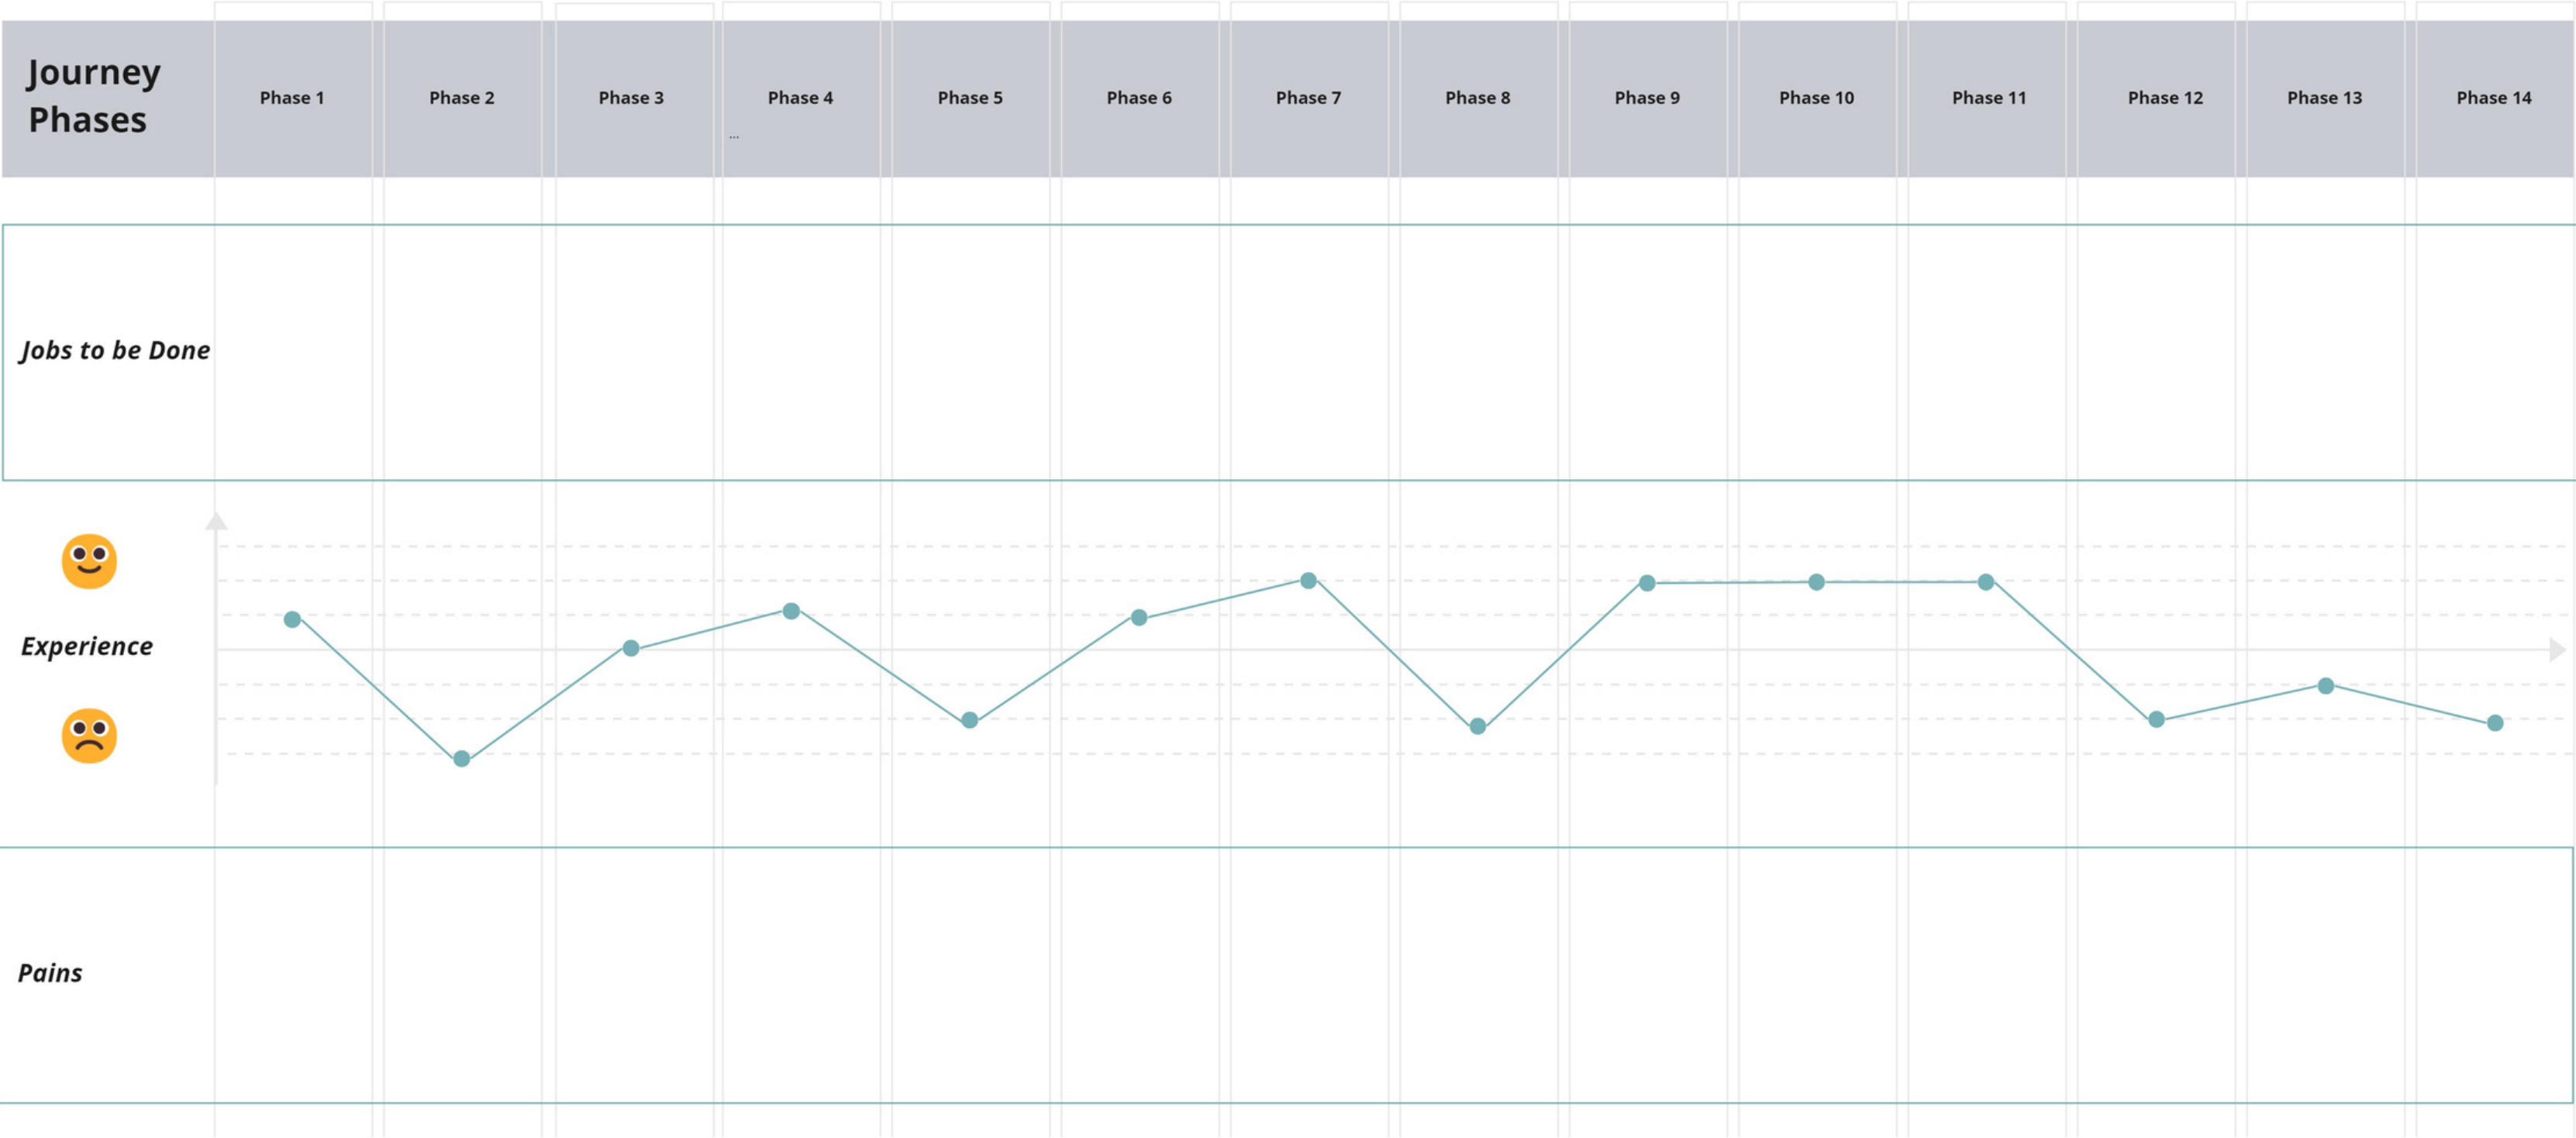 Journey
Phases
Phase 1
Phase 2
Phase 3
Phase 4
Phase 5
Phase 6
Phase 7
Phase 8
Phase 9
Phase 10
Phase 11
Phase 12
Phase 13
Phase 14
...
Jobs to be Done
Experience
Pains